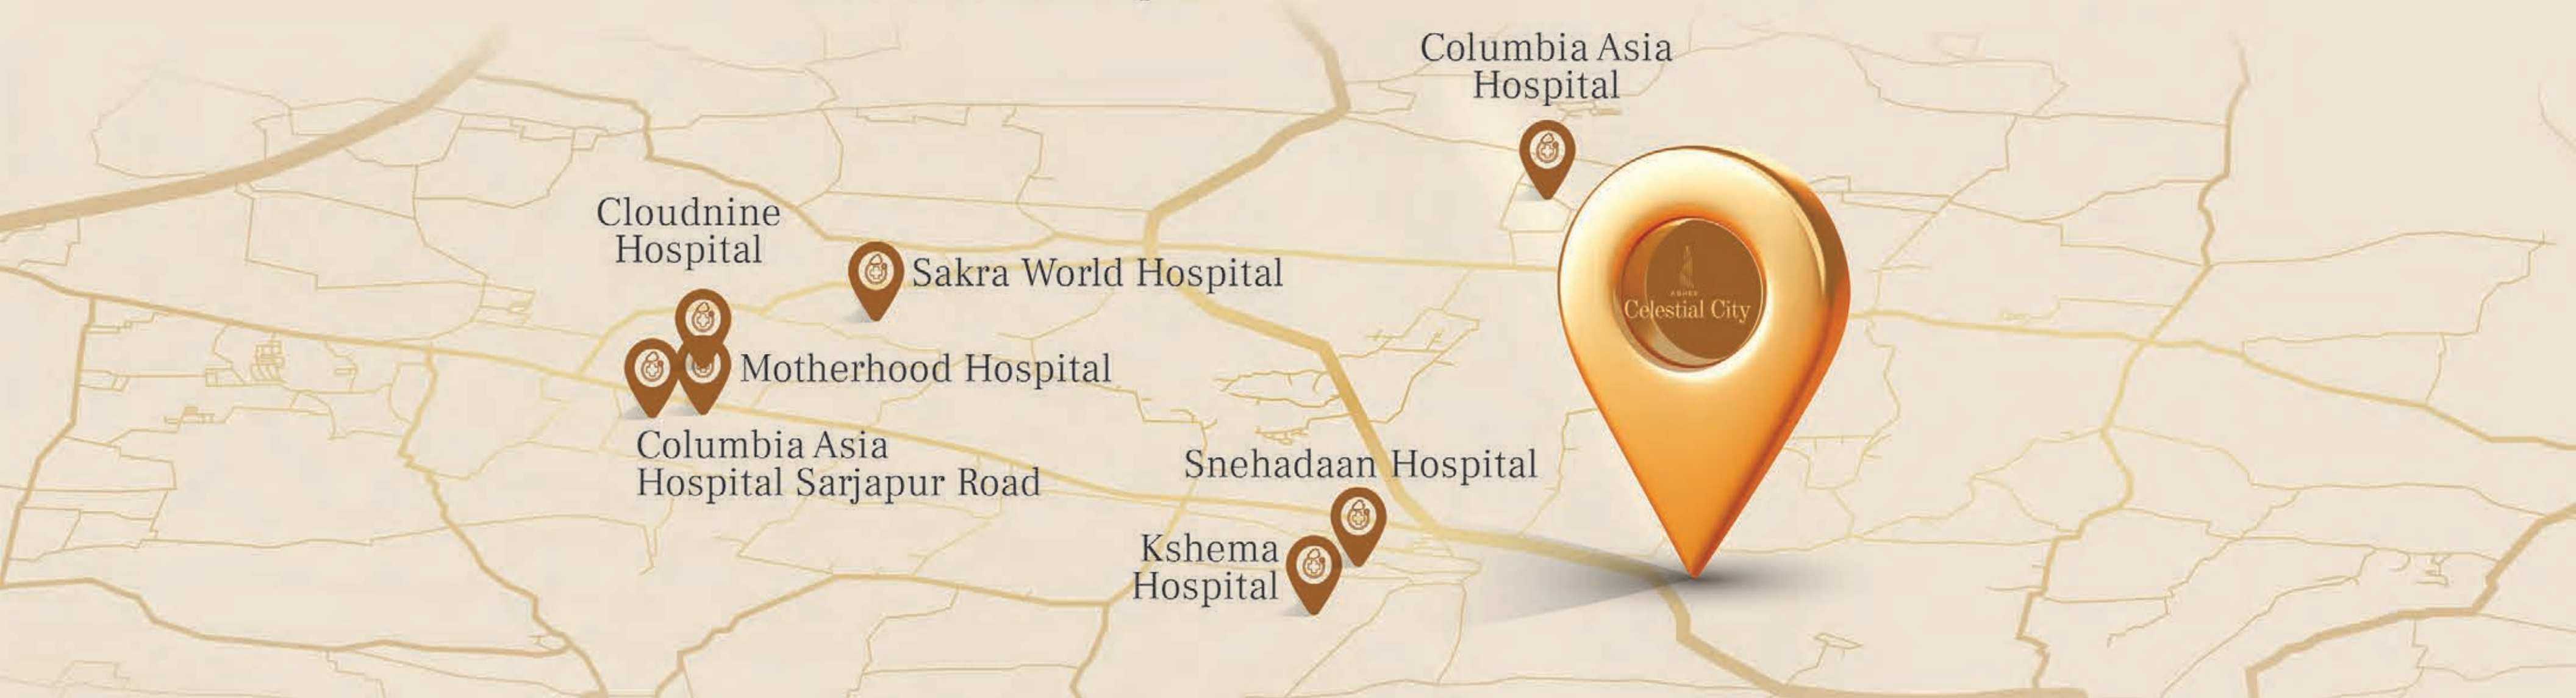 Columbia Asia
Hospital
Cloudnine
Hospital
Sakra World Hospital
Celestial City
Motherhood Hospital
Columbia Asia
Hospital Sarjapur Road
Snehadaan Hospital
Kshema
Hospital